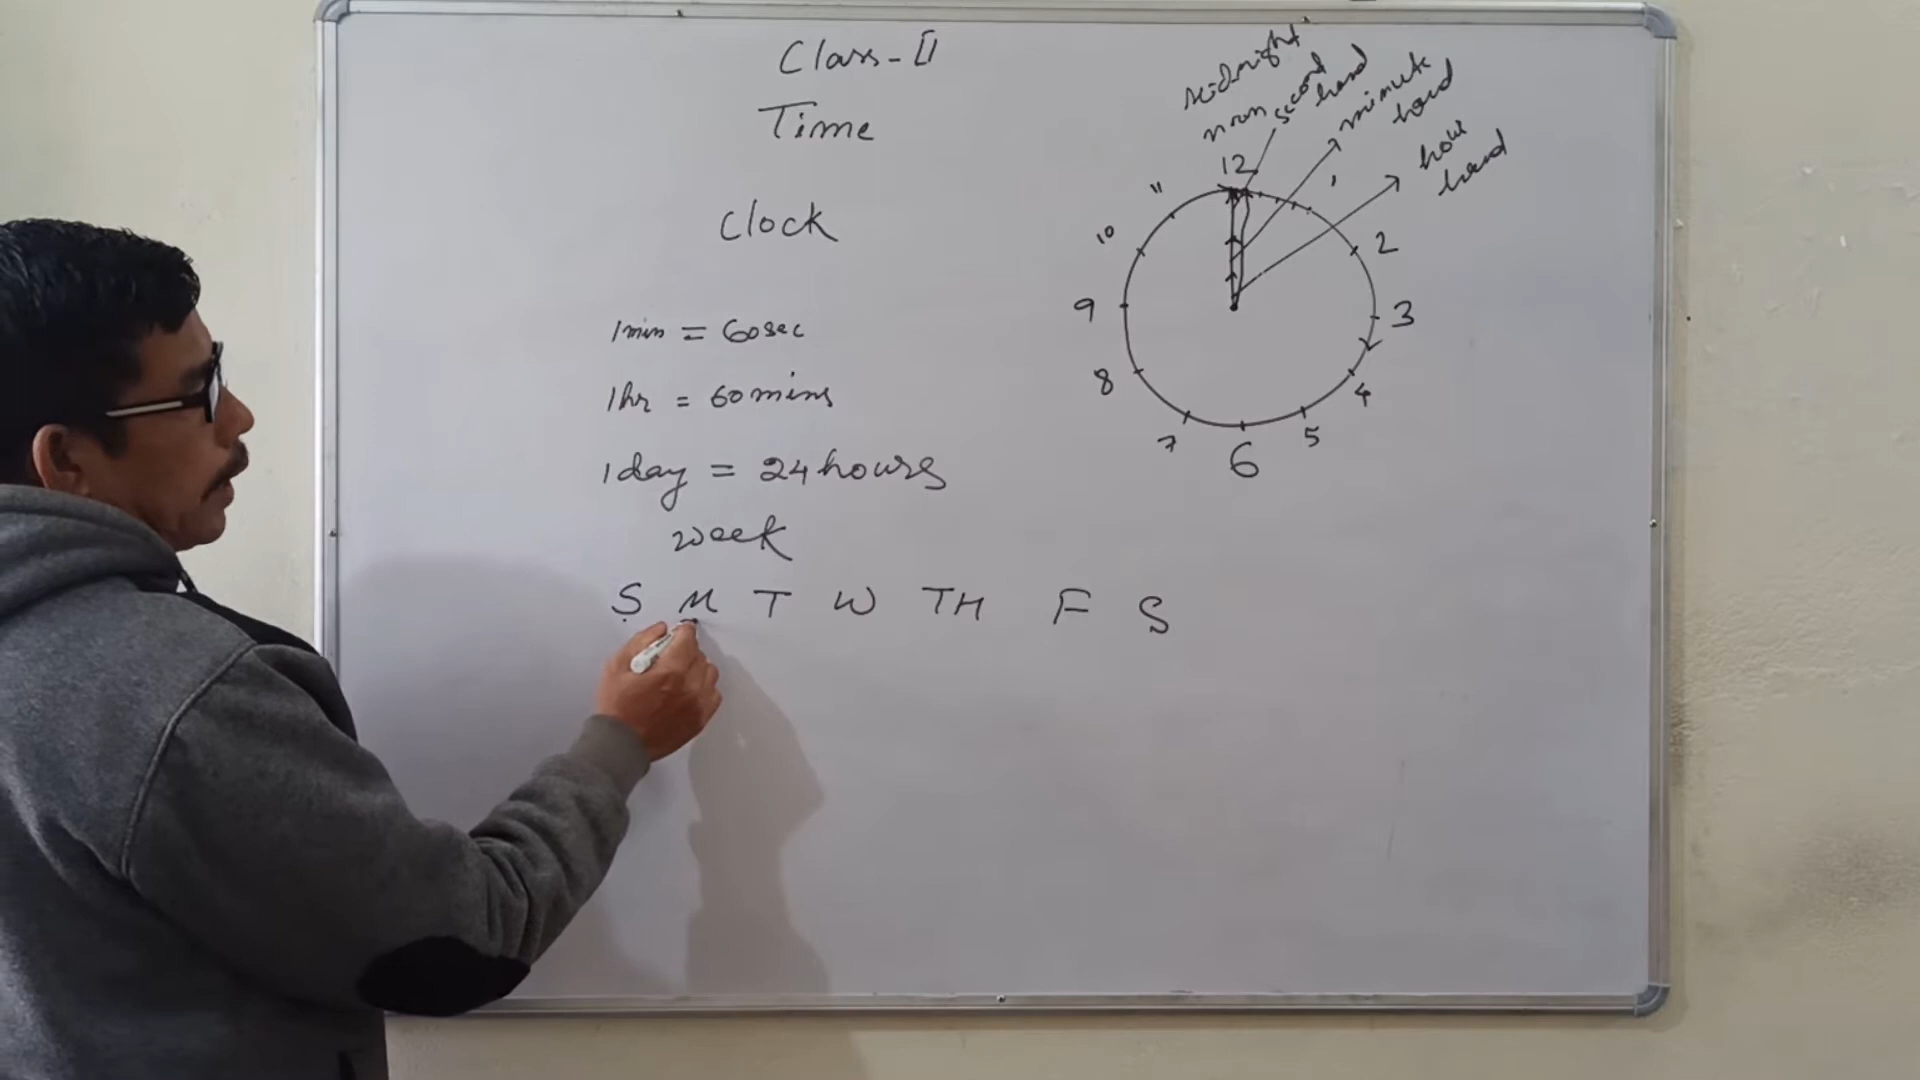 Class-II
Time
Clock
1min = 60sec
1hr = 60mins
1day = 24hours
week
S M T W TH F S
Midnight
noon
second
hand
minute
hand
hour
hand
12
11
10
9
8
7
6
5
4
3
2